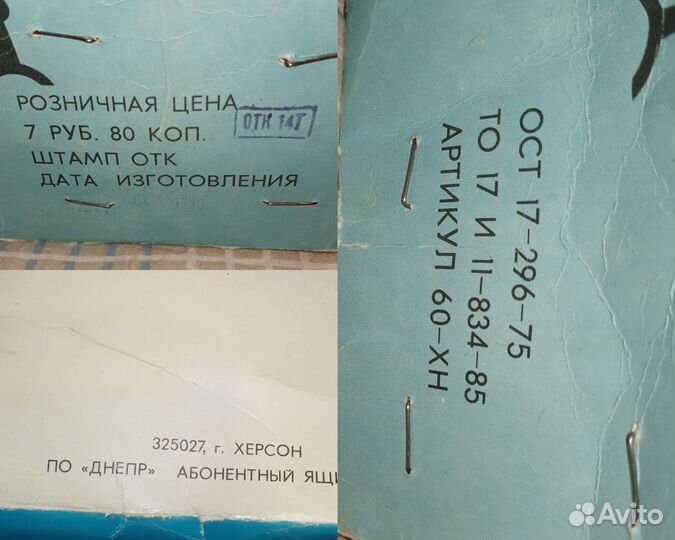 РОЗНИЧНАЯ ЦЕНА
7 РУБ. 80 КОП.
ОТК 14Т
ШТАМП ОТК
ДАТА ИЗГОТОВЛЕНИЯ
325027, г. ХЕРСОН
ПО «ДНЕПР» АБОНЕНТНЫЙ ЯЩИ
ОСТ 17-296-75
ТО 17 И 11-834-85
АРТИКУЛ 60-ХН
Avito